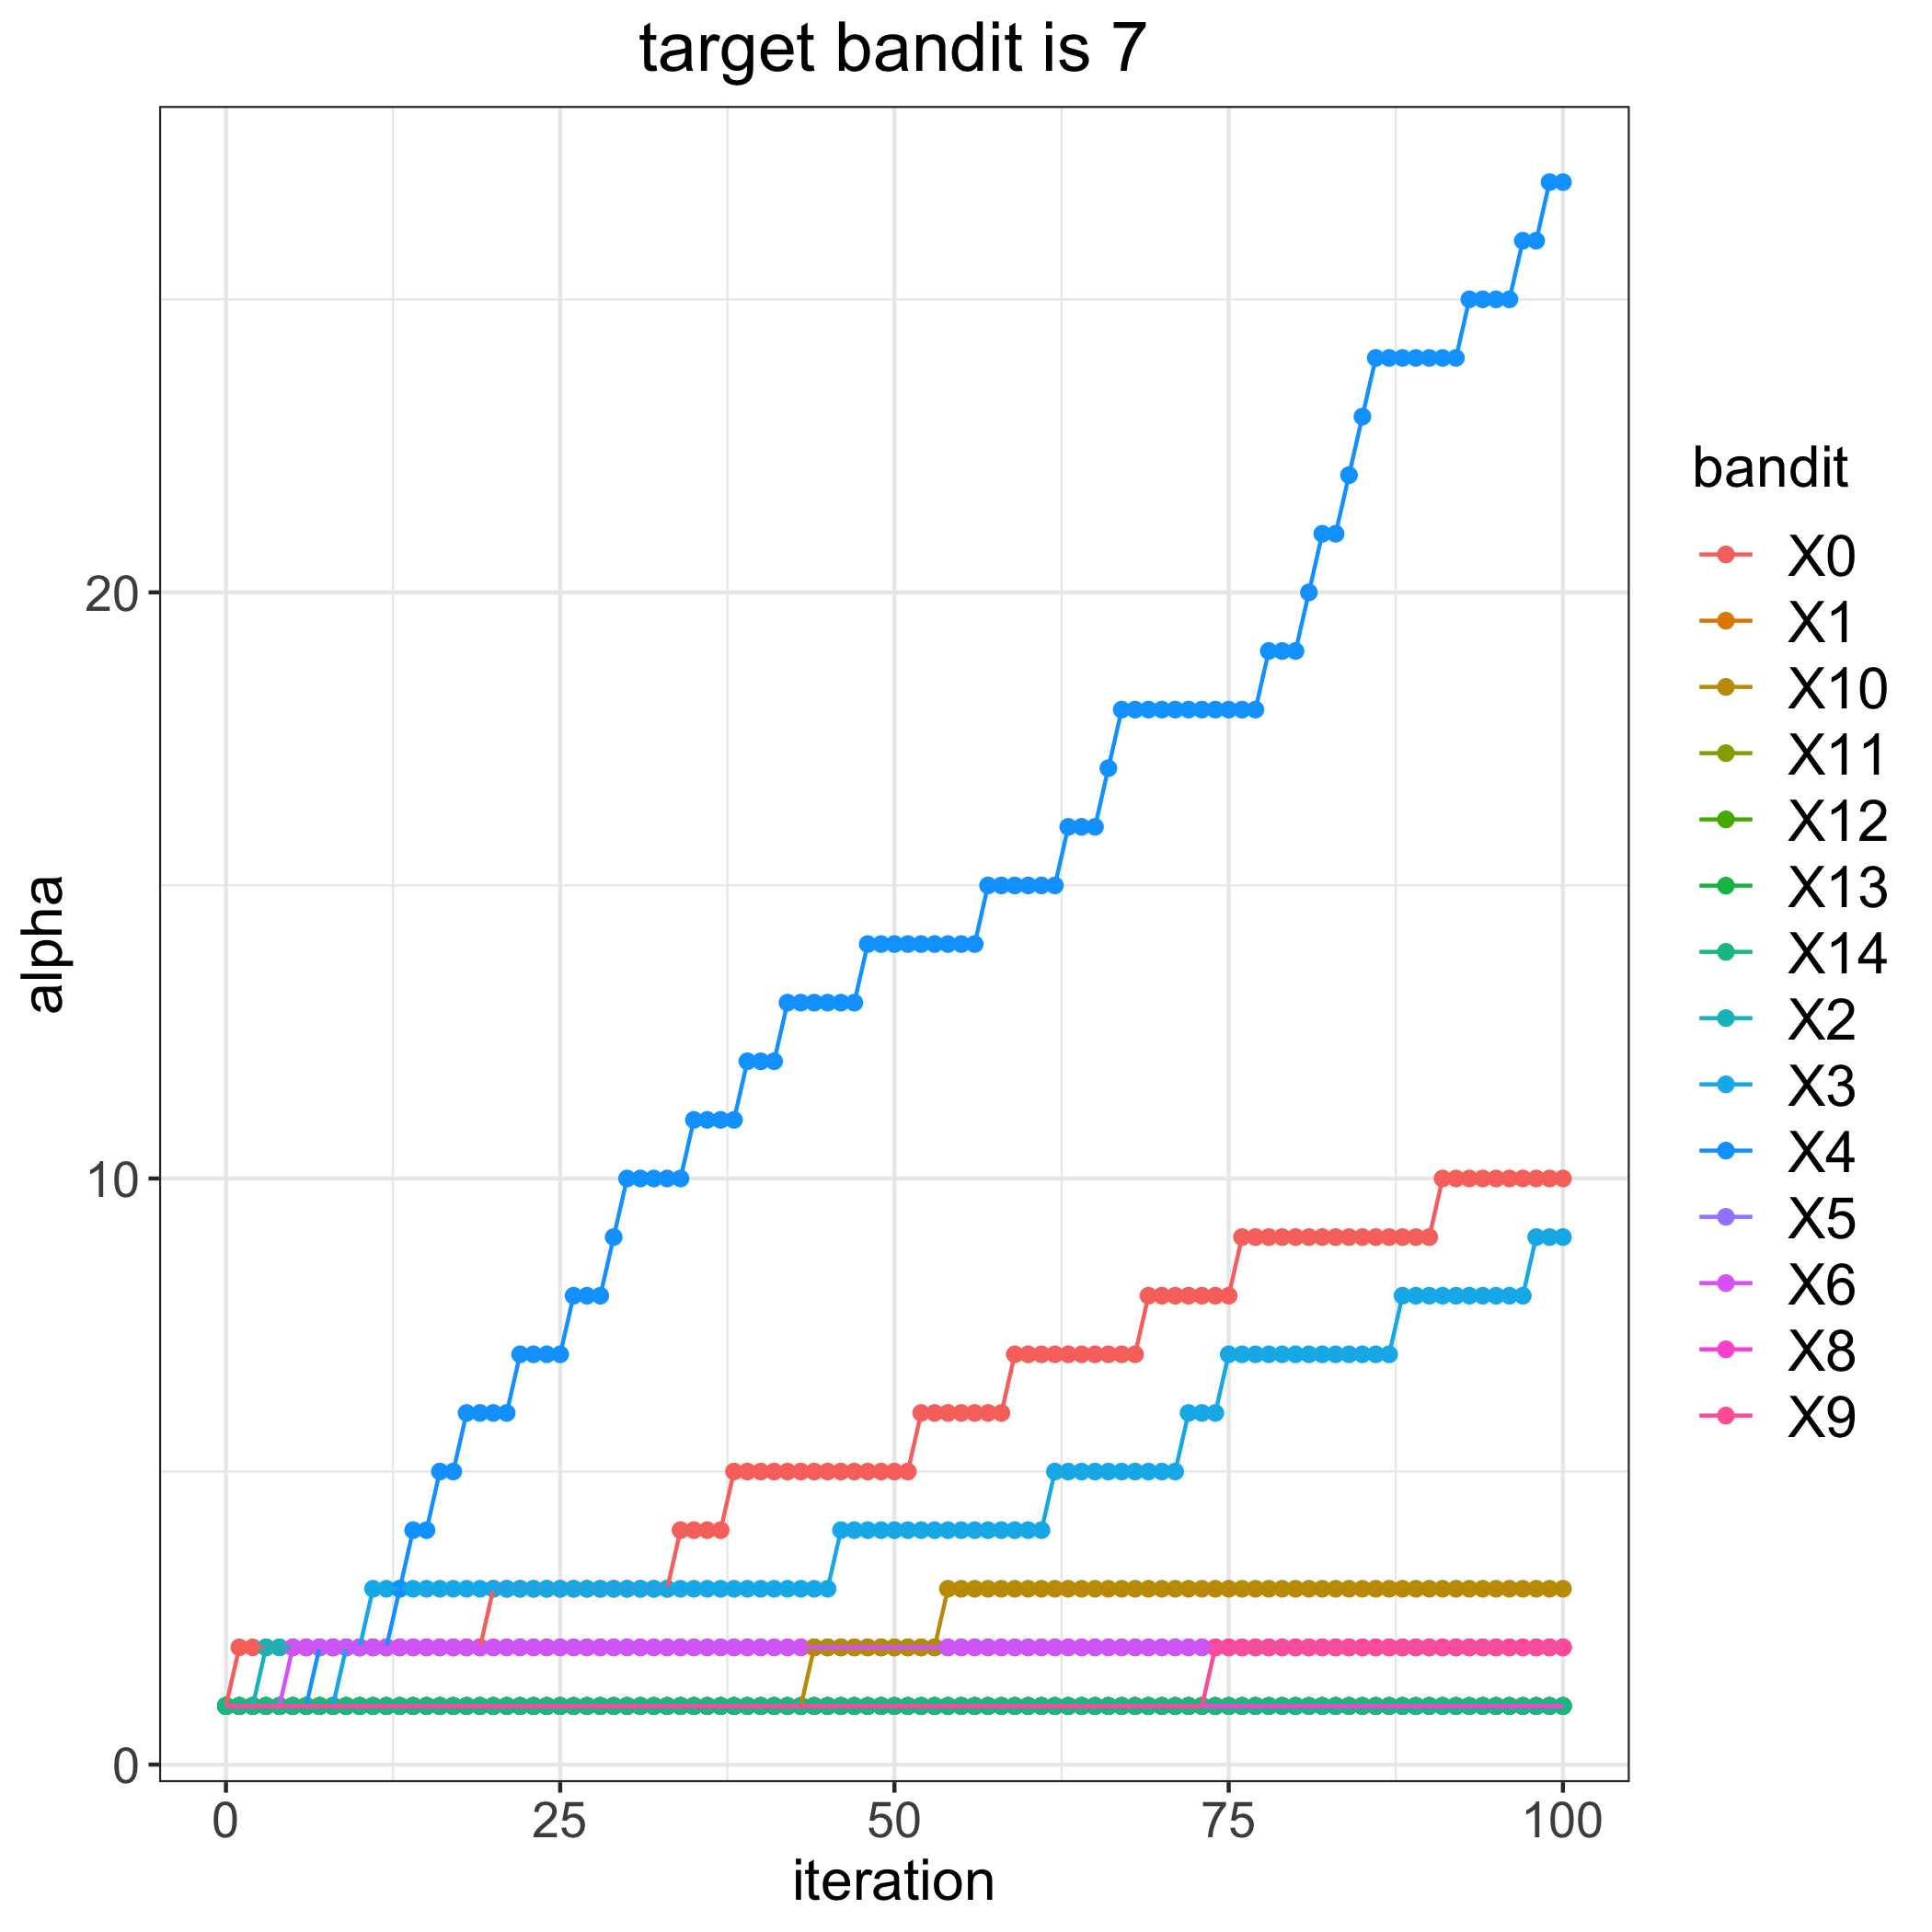 target bandit is 7
alpha
20
10
0
0 25 50 75 100
iteration
bandit
X0
X1
X10
X11
X12
X13
X14
X2
X3
X4
X5
X6
X8
X9